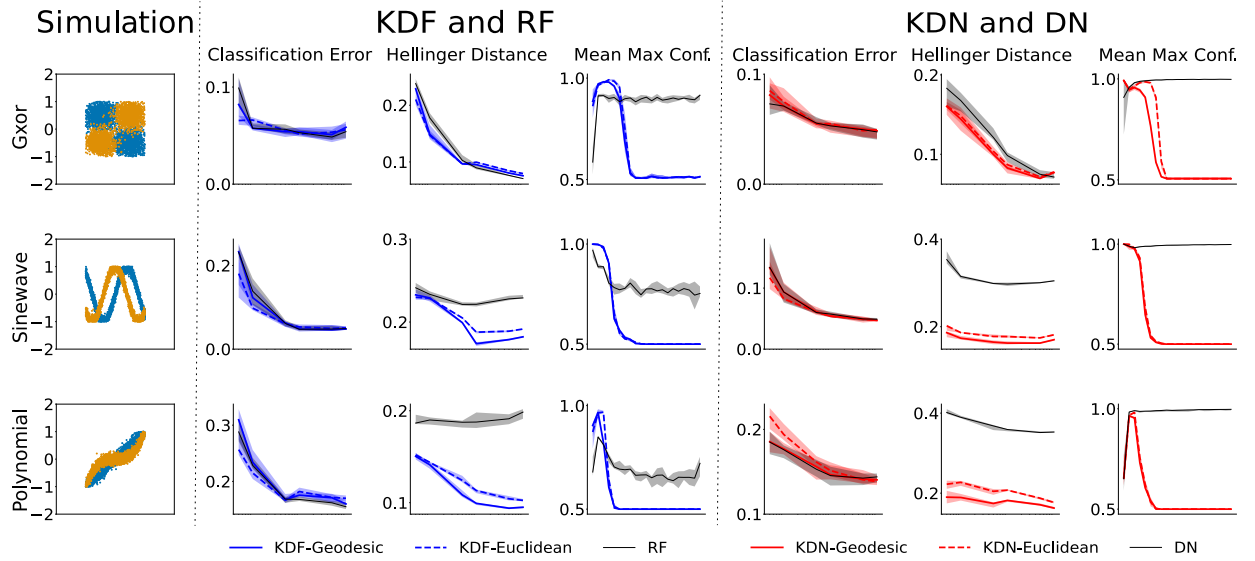 Simulation
KDF and RF
KDN and DN
Classification Error
Hellinger Distance
Mean Max Conf.
Classification Error
Hellinger Distance
Mean Max Conf.
Gxor
2
1
0
−1
−2
0.1
0.0
0.2
0.1
1.0
0.5
0.1
0.0
0.2
0.1
1.0
0.5
Sinewave
2
1
0
−1
−2
0.2
0.0
0.3
0.2
1.0
0.5
0.2
0.1
0.0
0.4
0.2
1.0
0.5
Polynomial
2
1
0
−1
−2
0.3
0.2
0.1
0.2
0.1
1.0
0.5
0.2
0.1
0.4
0.2
1.0
0.5
KDF-Geodesic
KDF-Euclidean
RF
KDN-Geodesic
KDN-Euclidean
DN